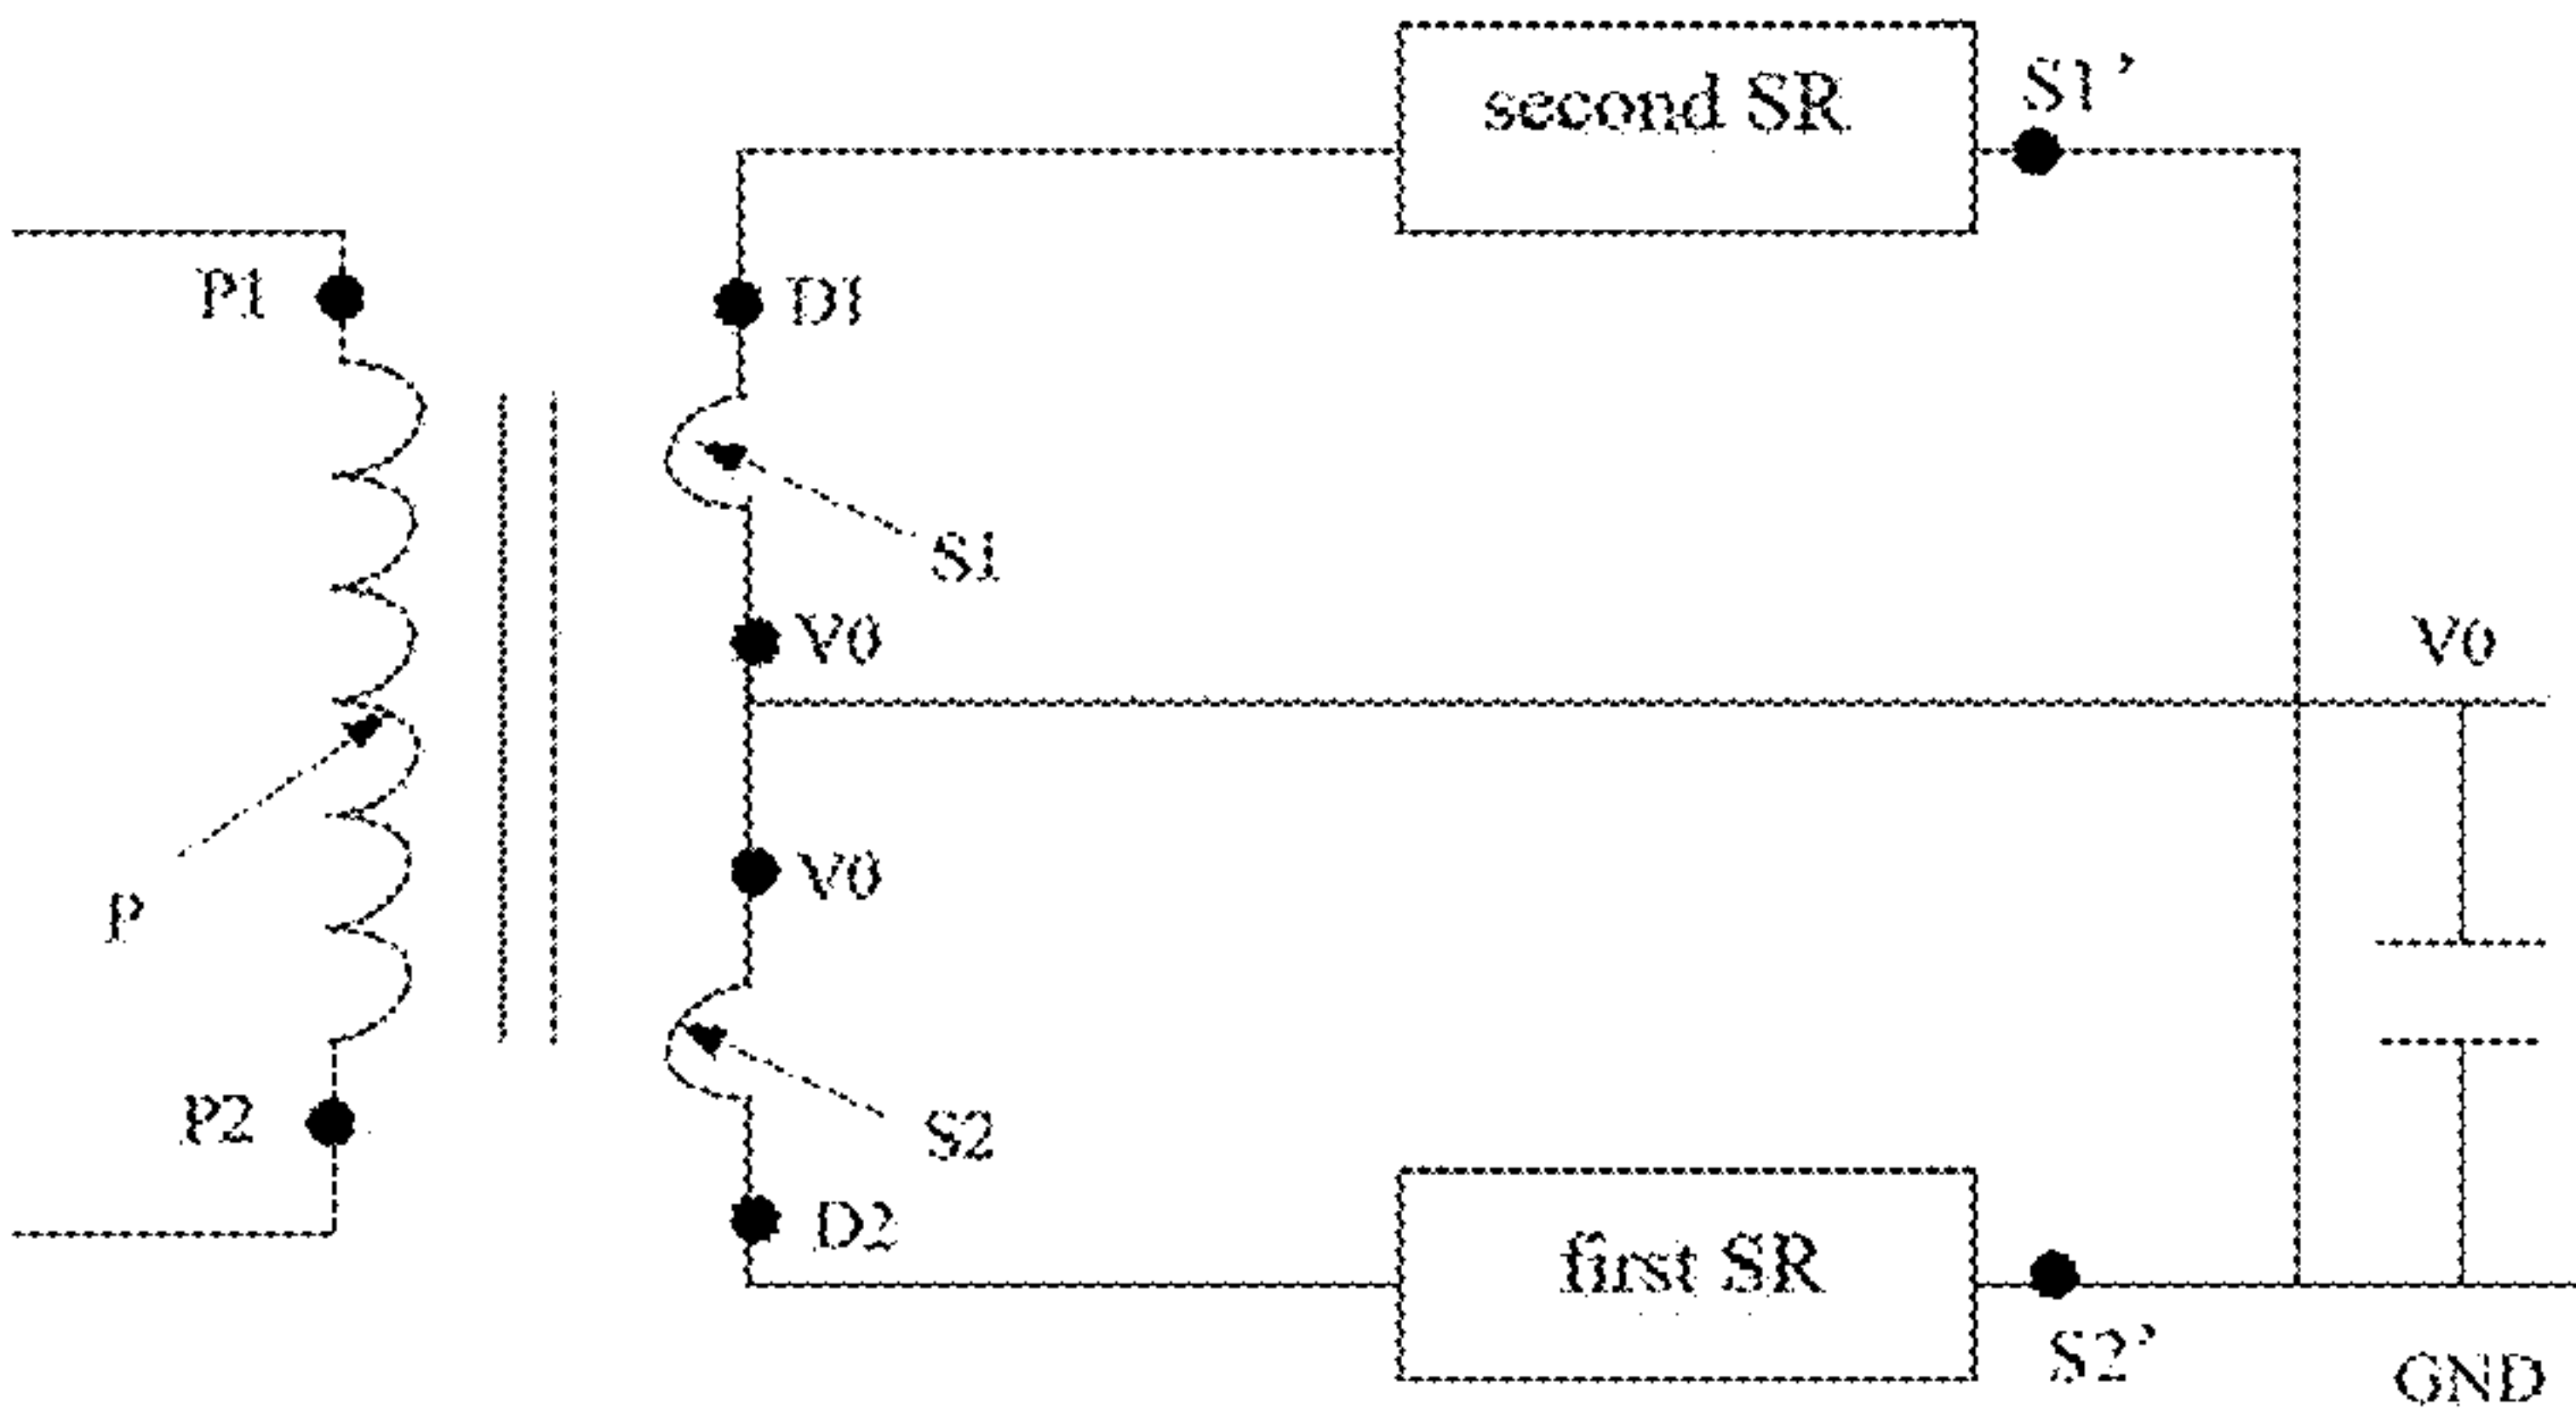 second SR
S1’
P1
D1
S1
V0
V0
V0
P
P2
S2
D2
first SR
S2’
GND